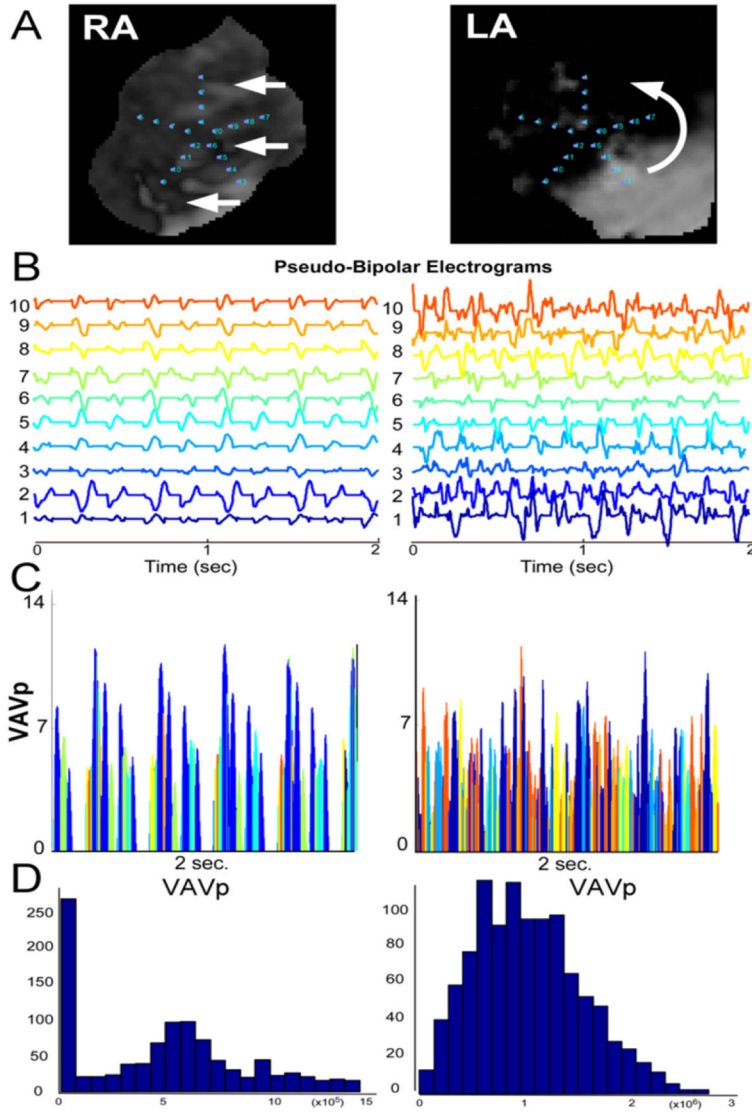 A
RA
LA
B
Pseudo-Bipolar Electrograms
10
9
8
7
6
5
4
3
2
1
0 1 2
Time (sec)
10
9
8
7
6
5
4
3
2
1
0 1 2
Time (sec)
C
VAVp
14
7
0
2 sec.
14
7
0
2 sec.
D
VAVp
250
200
150
100
50
0
0 5 10 (x10⁵) 15
VAVp
100
80
60
40
20
0
0 1 2 (x10⁶) 3